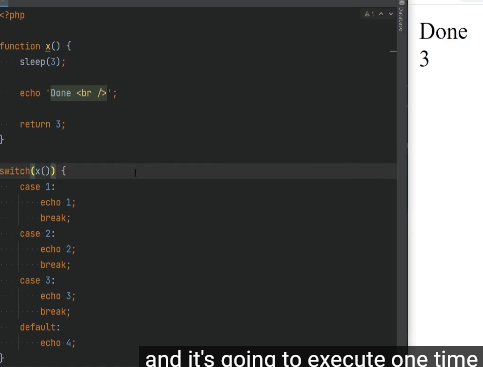 <?php
function x() {
sleep(3);
echo 'Done <br />';
return 3;
}
switch(x()) {
case 1:
echo 1;
break;
case 2:
echo 2;
break;
case 3:
echo 3;
break;
default:
echo 4;
}
Done
3
and it's going to execute one time